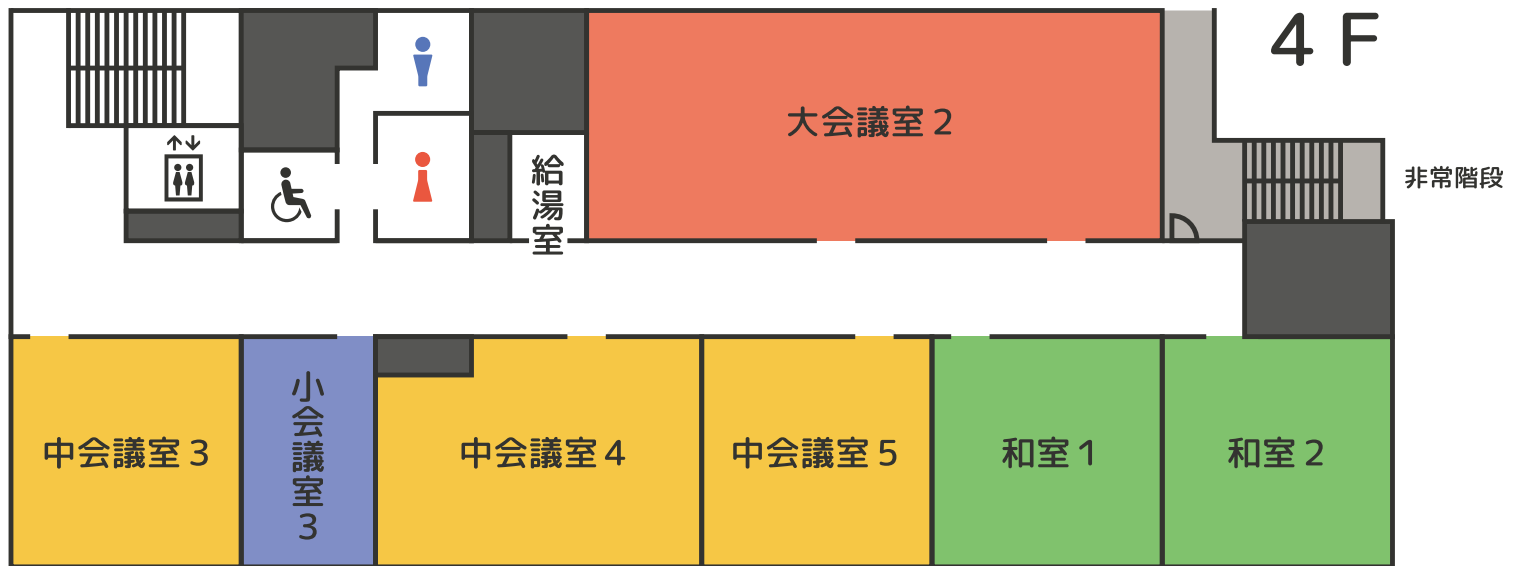 ４Ｆ
大会議室２
非常階段
給湯室
中会議室３
小会議室３
中会議室４
中会議室５
和室１
和室２